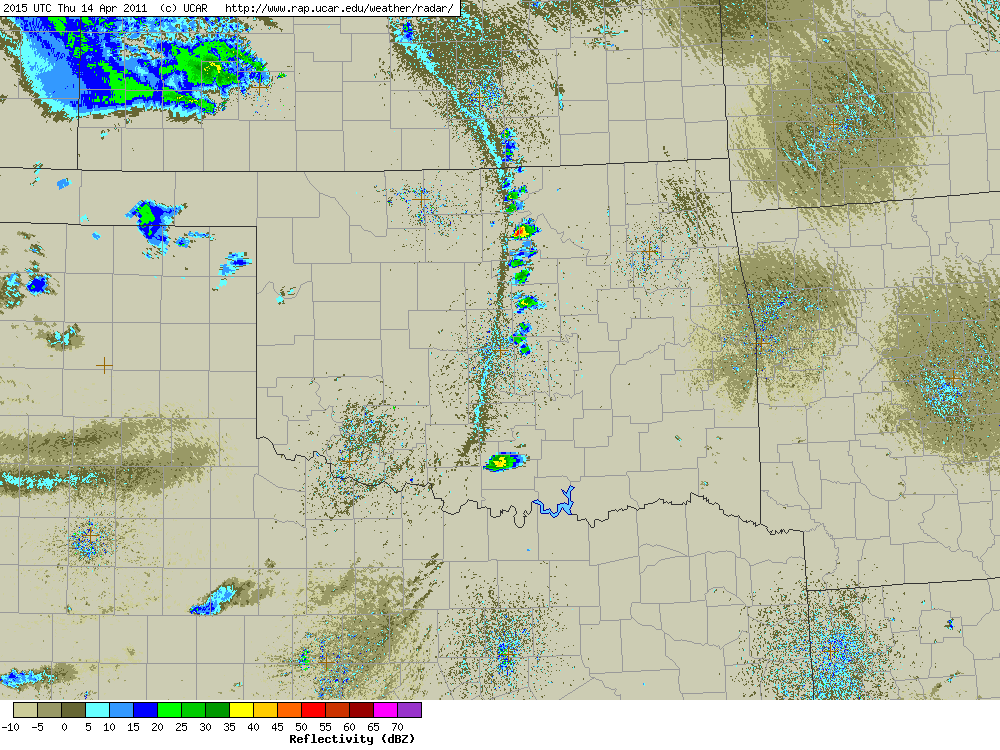 2015 UTC Thu 14 Apr 2011 (c) UCAR http://www.rap.ucar.edu/weather/radar/
-10 -5 0 5 10 15 20 25 30 35 40 45 50 55 60 65 70
Reflectivity (dBZ)